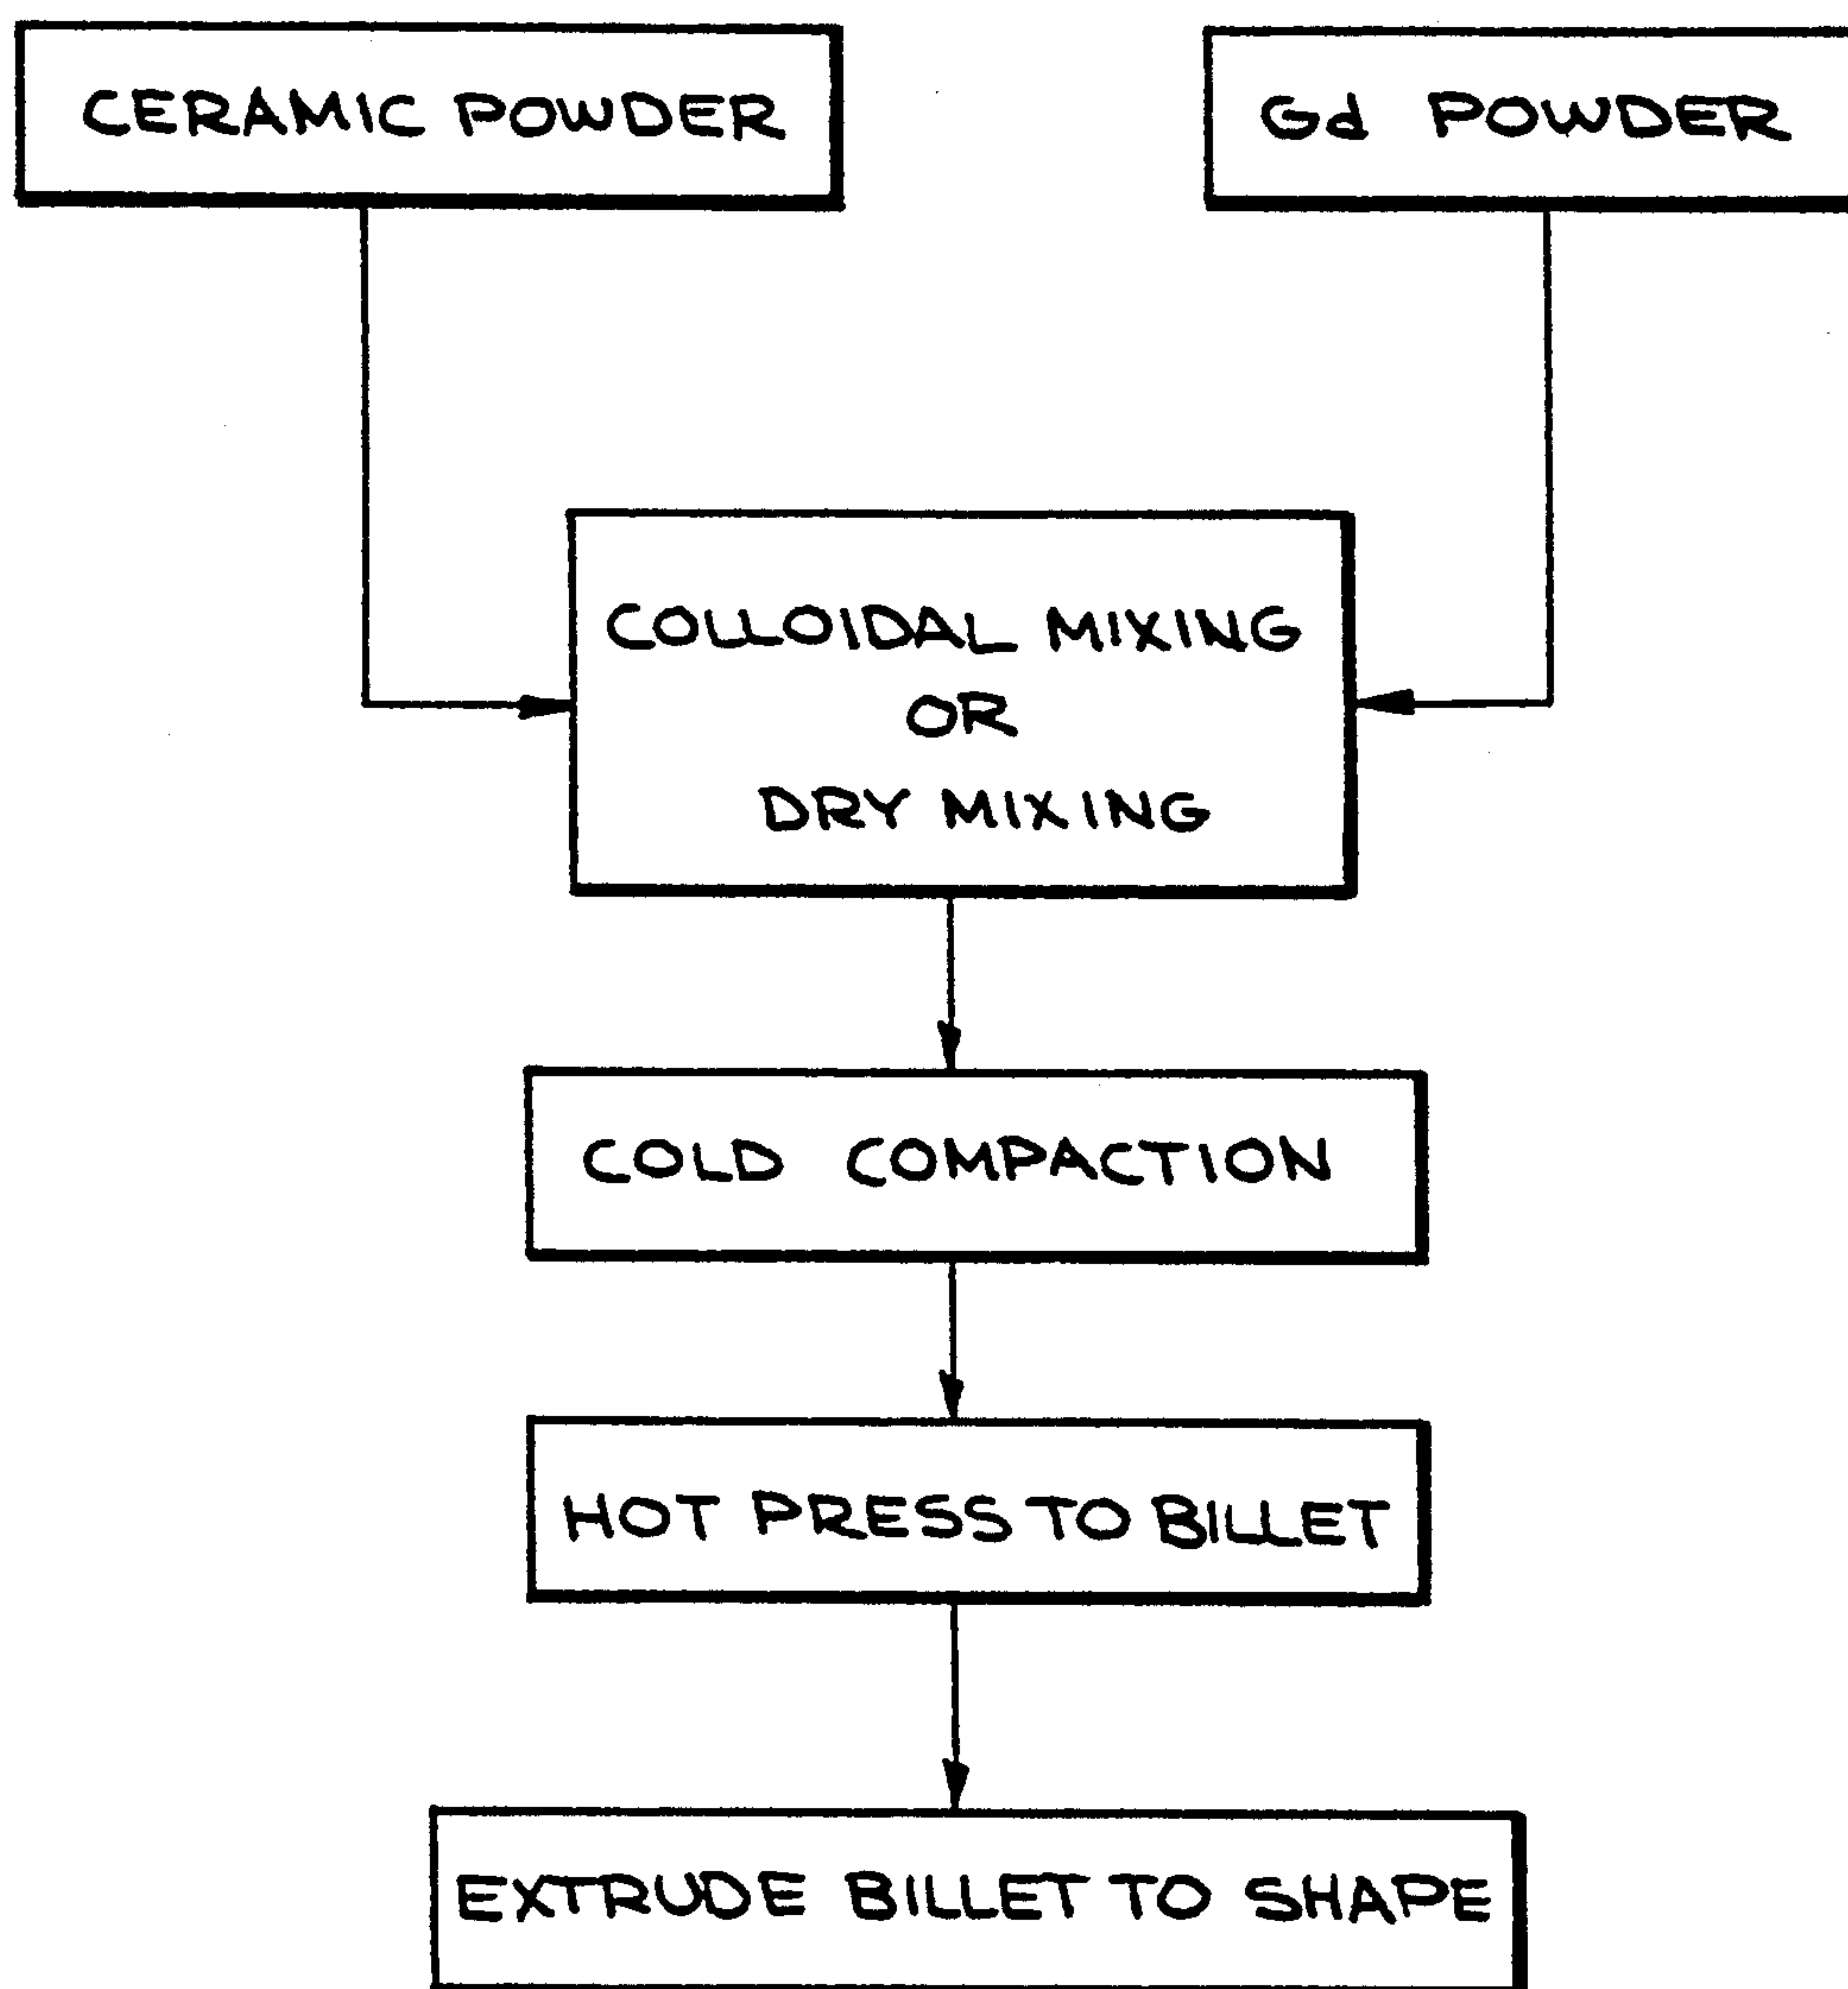 CERAMIC POWDER
Gd POWDER
COLLOIDAL MIXING
OR
DRY MIXING
COLD COMPACTION
HOT PRESS TO BILLET
EXTRUDE BILLET TO SHAPE